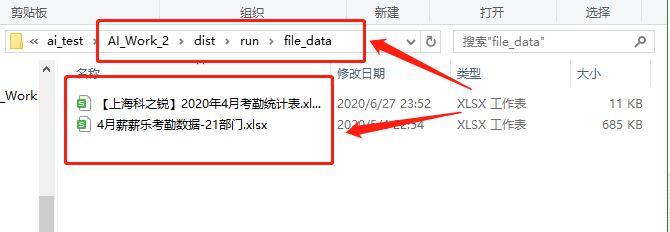 剪贴板 组织 新建 打开 选择
ai_test > AI_Work_2 > dist > run > file_data 搜索"file_data"
名称 修改日期 类型 大小
_Work
【上海科之锐】2020年4月考勤统计表.xl... 2020/6/27 23:52 XLSX 工作表 11 KB
4月薪薪乐考勤数据-21部门.xlsx 22:54 XLSX 工作表 685 KB